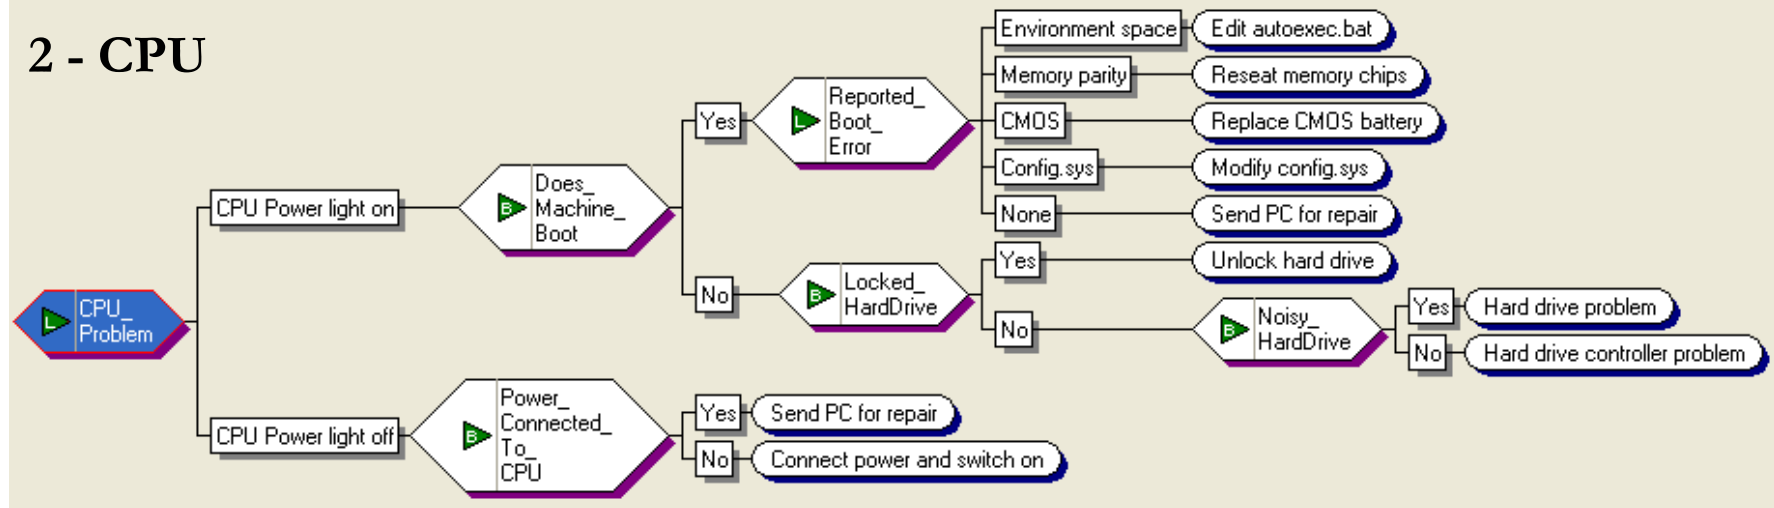 2 - CPU
CPU_
Problem
CPU Power light on
Does_
Machine_
Boot
Yes
Reported_
Boot_
Error
Environment space
Edit autoexec.bat
Memory parity
Reseat memory chips
CMOS
Replace CMOS battery
Config.sys
Modify config.sys
None
Send PC for repair
No
Locked_
HardDrive
Yes
Unlock hard drive
No
Noisy_
HardDrive
Yes
Hard drive problem
No
Hard drive controller problem
CPU Power light off
Power_
Connected_
To_
CPU
Yes
Send PC for repair
No
Connect power and switch on
L
B
L
B
B
B